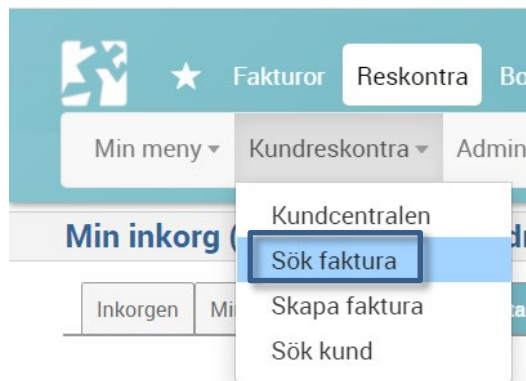 Fakturor Reskontra Bo
Min meny Kundreskontra Admin
Kundcentralen
Min inkorg (
Sök faktura
Inkorgen Mi
Skapa faktura
Sök kund